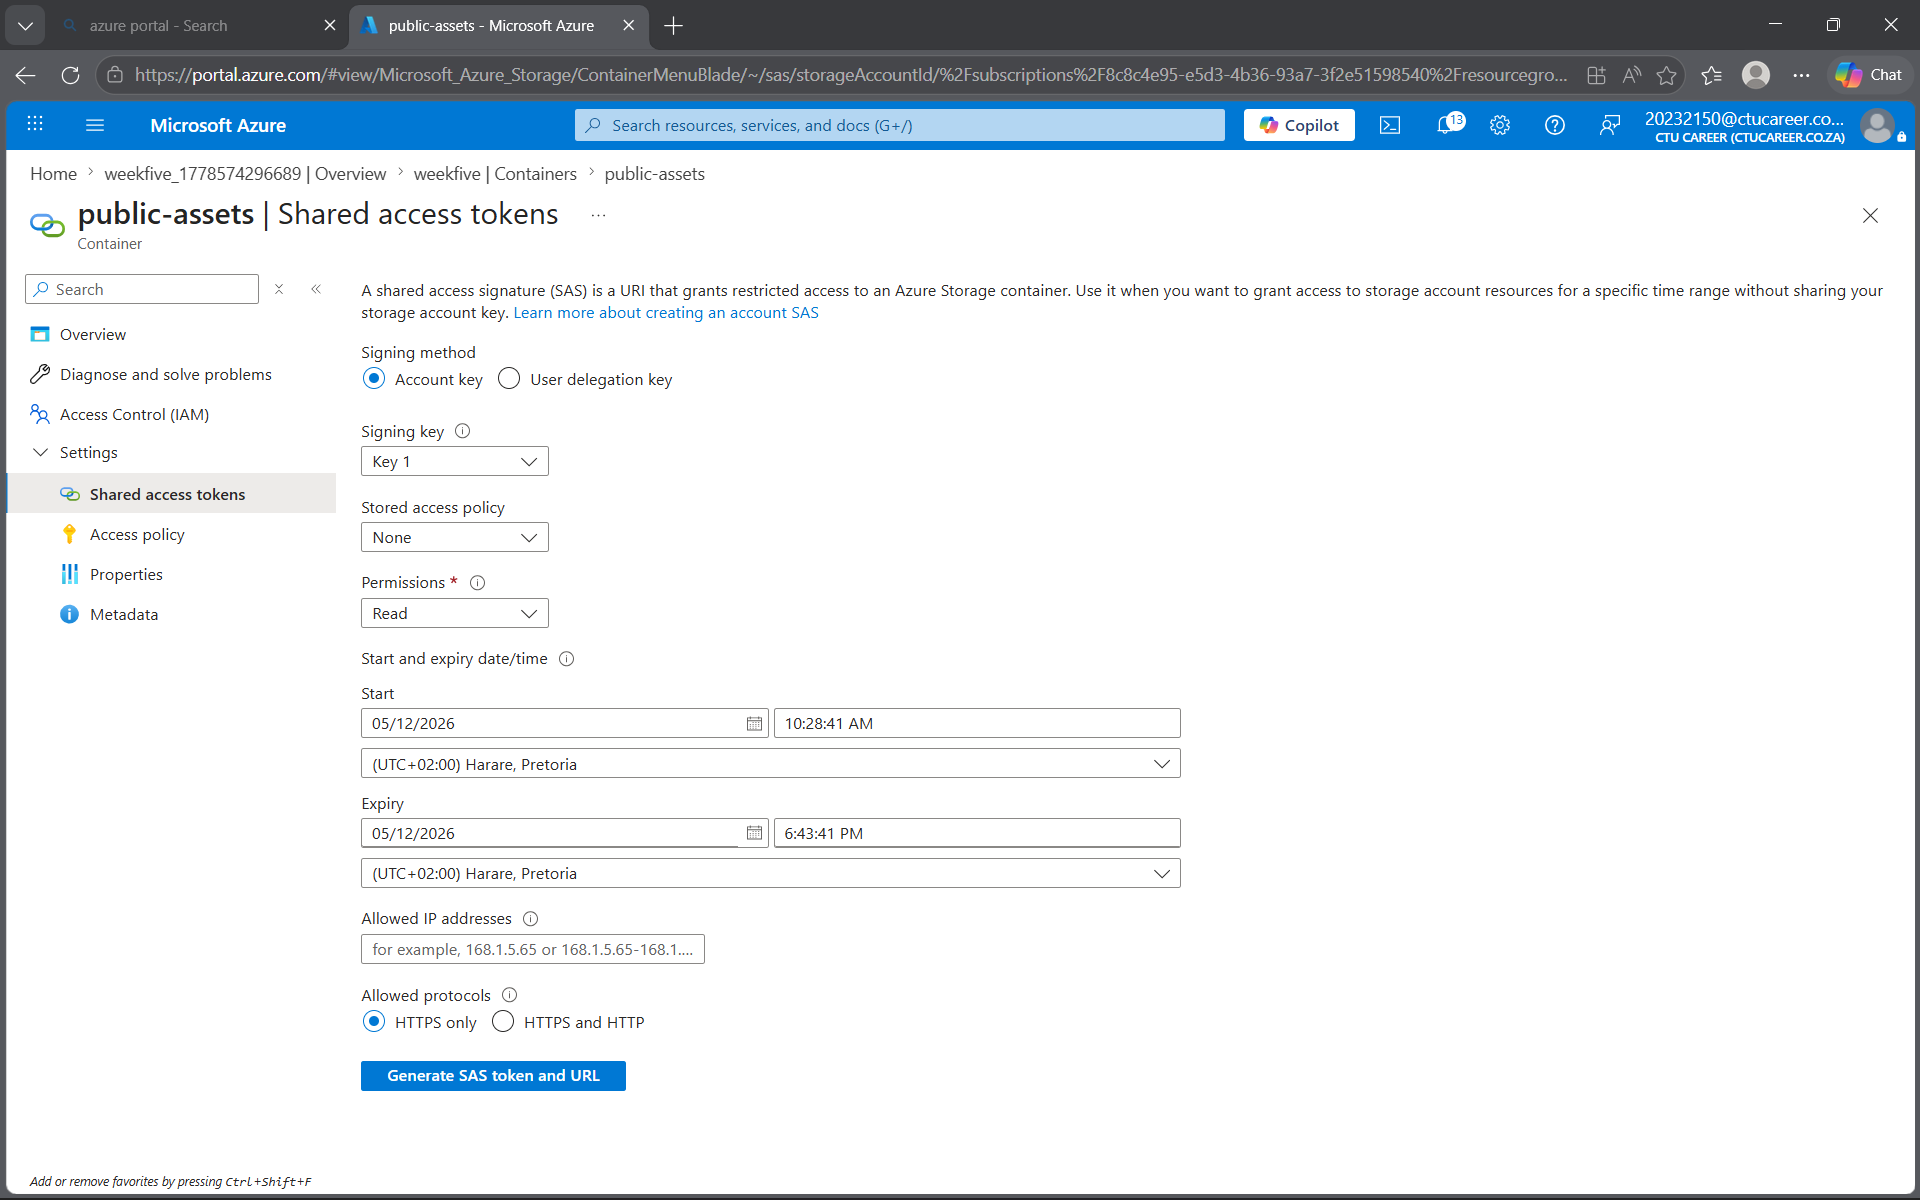 azure portal - Search
public-assets - Microsoft Azure
https://portal.azure.com/#view/Microsoft_Azure_Storage/ContainerMenuBlade/~/sas/storageAccountId/%2Fsubscriptions%2F8c8c4e95-e5d3-4b36-93a7-3f2e51598540%2Fresourcegro...
Chat
Microsoft Azure
Search resources, services, and docs (G+/)
Copilot
13
20232150@ctucareer.co...
CTU CAREER (CTUCAREER.CO.ZA)
Home > weekfive_1778574296689 | Overview > weekfive | Containers > public-assets
public-assets | Shared access tokens ...
Container
Search
Overview
Diagnose and solve problems
Access Control (IAM)
Settings
Shared access tokens
Access policy
Properties
Metadata
A shared access signature (SAS) is a URI that grants restricted access to an Azure Storage container. Use it when you want to grant access to storage account resources for a specific time range without sharing your
storage account key. Learn more about creating an account SAS
Signing method
Account key User delegation key
Signing key
Key 1
Stored access policy
None
Permissions *
Read
Start and expiry date/time
Start
05/12/2026 10:28:41 AM
(UTC+02:00) Harare, Pretoria
Expiry
05/12/2026 6:43:41 PM
(UTC+02:00) Harare, Pretoria
Allowed IP addresses
for example, 168.1.5.65 or 168.1.5.65-168.1....
Allowed protocols
HTTPS only HTTPS and HTTP
Generate SAS token and URL
Add or remove favorites by pressing Ctrl+Shift+F